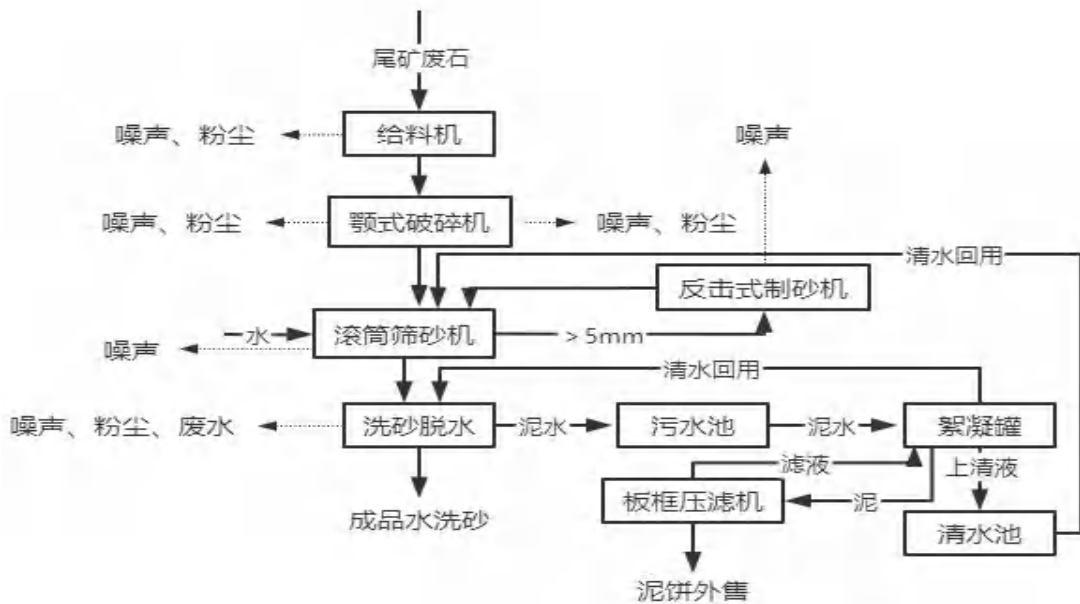 尾矿废石
噪声、粉尘
给料机
噪声
噪声、粉尘
颚式破碎机
噪声、粉尘
清水回用
反击式制砂机
水
滚筒筛砂机
＞5mm
噪声
清水回用
噪声、粉尘、废水
洗砂脱水
泥水
污水池
泥水
絮凝罐
滤液
上清液
板框压滤机
泥
成品水洗砂
清水池
泥饼外售